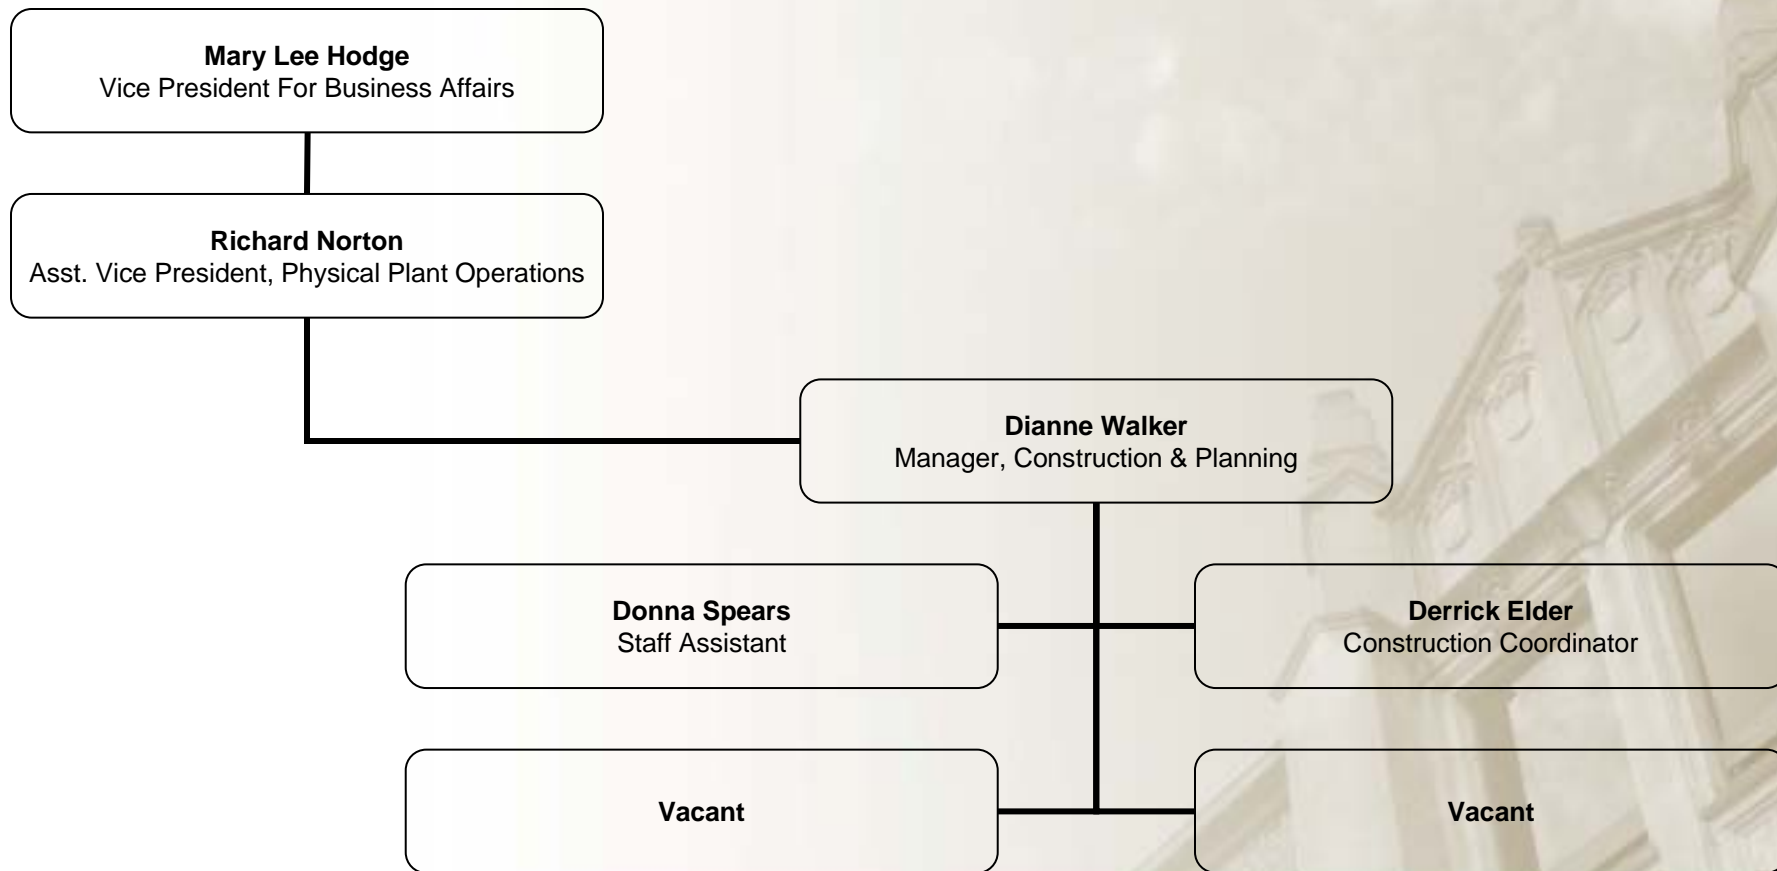 Mary Lee Hodge
Vice President For Business Affairs
Richard Norton
Asst. Vice President, Physical Plant Operations
Dianne Walker
Manager, Construction & Planning
Donna Spears
Staff Assistant
Derrick Elder
Construction Coordinator
Vacant
Vacant